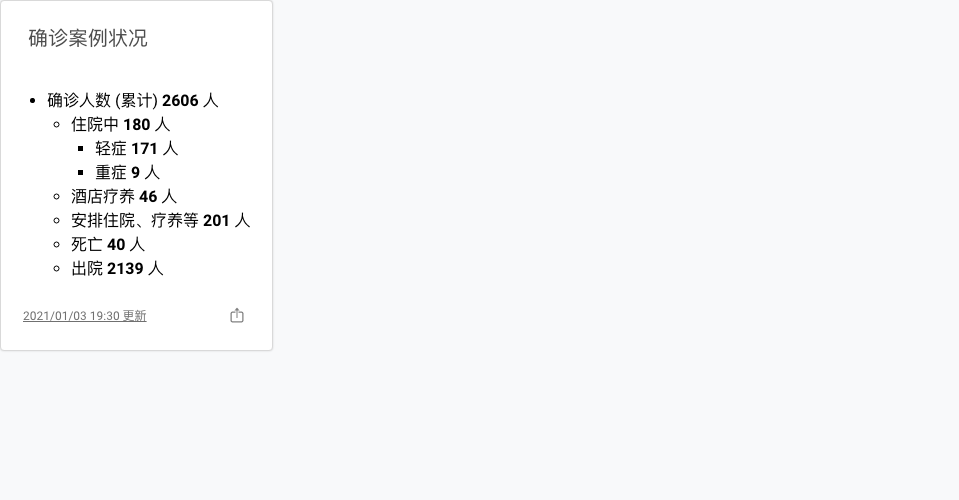 确诊案例状况
确诊人数 (累计) 2606 人
住院中 180 人
轻症 171 人
重症 9 人
酒店疗养 46 人
安排住院、疗养等 201 人
死亡 40 人
出院 2139 人
2021/01/03 19:30 更新